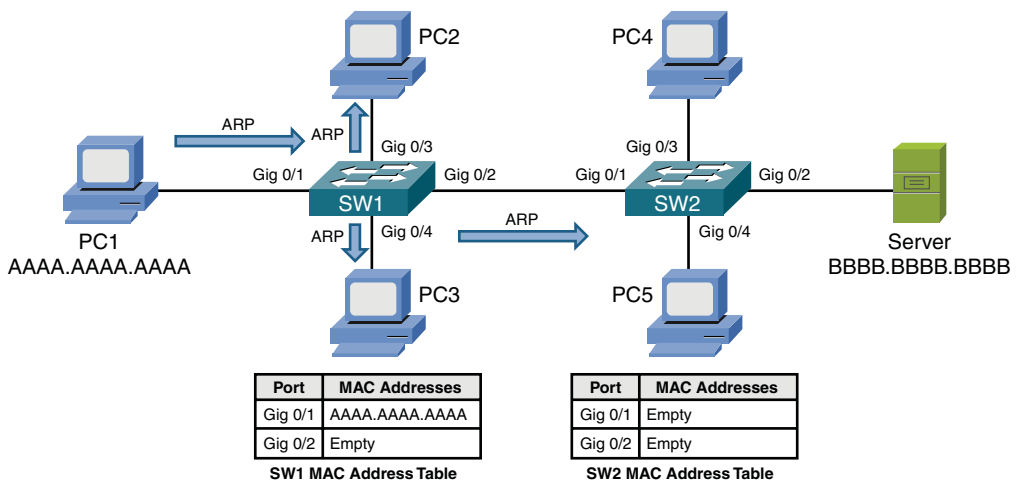 PC2
PC4
ARP
ARP
Gig 0/3
Gig 0/3
Gig 0/1
Gig 0/2
Gig 0/1
Gig 0/2
SW1
SW2
ARP
Gig 0/4
ARP
Gig 0/4
PC1
AAAA.AAAA.AAAA
Server
BBBB.BBBB.BBBB
PC3
PC5
Port MAC Addresses
Gig 0/1 AAAA.AAAA.AAAA
Gig 0/2 Empty
SW1 MAC Address Table
Port MAC Addresses
Gig 0/1 Empty
Gig 0/2 Empty
SW2 MAC Address Table